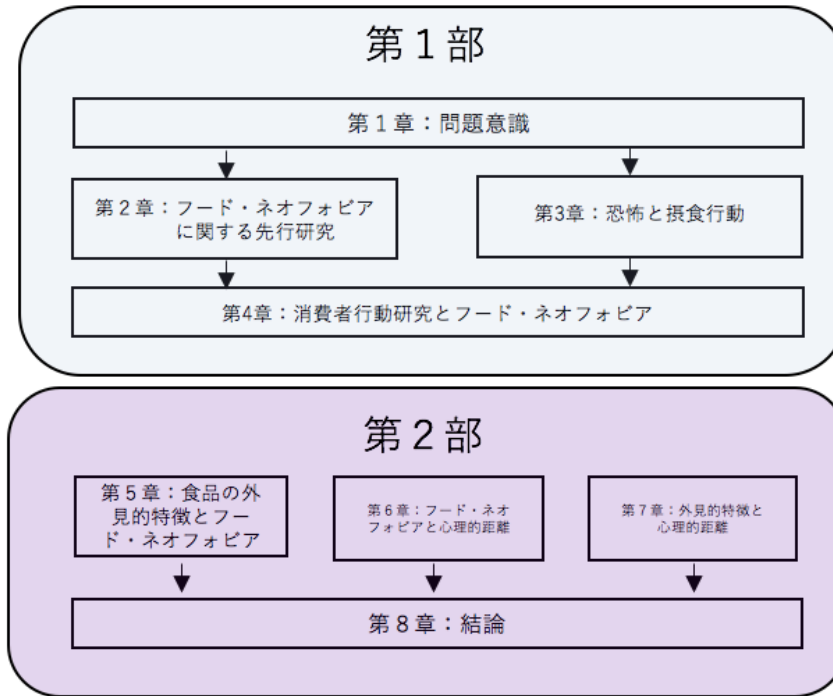 第１部
第１章：問題意識
第２章：フード・ネオフォビア
に関する先行研究
第3章：恐怖と摂食行動
第4章：消費者行動研究とフード・ネオフォビア
第２部
第５章：食品の外
見的特徴とフー
ド・ネオフォビア
第６章：フード・ネオ
フォビアと心理的距離
第７章：外見的特徴と
心理的距離
第８章：結論